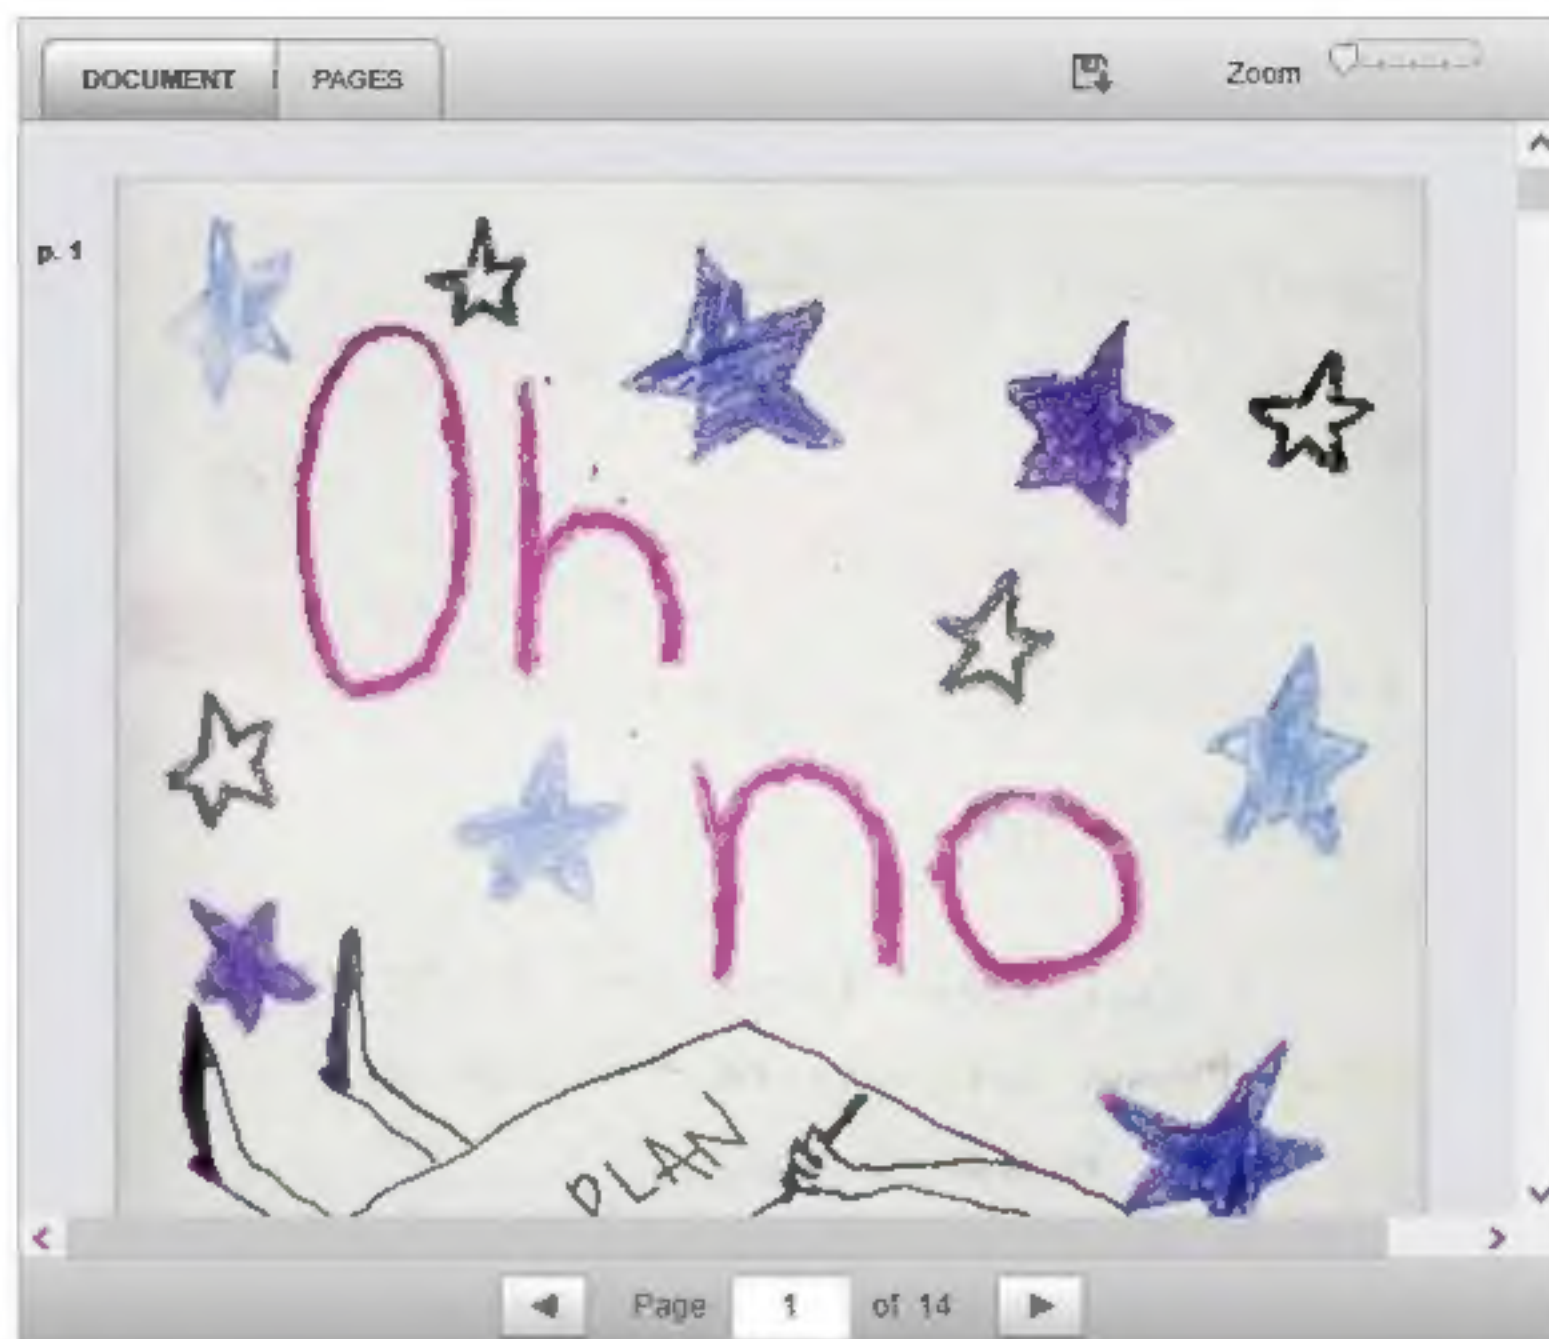 DOCUMENT PAGES Zoom
p. 1
Oh
no
PLAN
Page 1 of 14